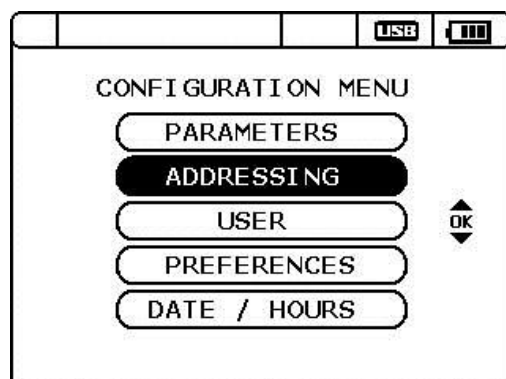 USB
CONFIGURATION MENU
PARAMETERS
ADDRESSING
USER
OK
PREFERENCES
DATE / HOURS